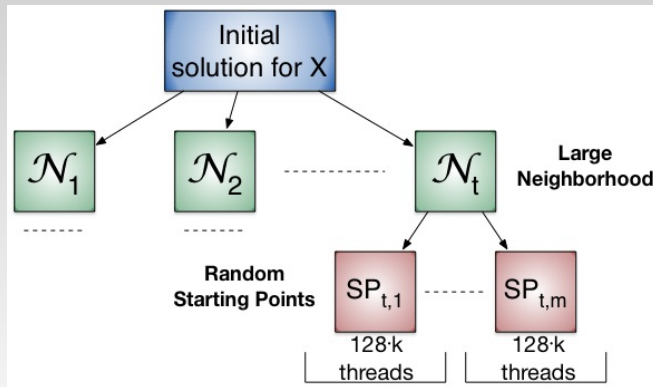 Initial
solution for X
𝒩1
𝒩2
𝒩t
Large
Neighborhood
Random
Starting Points
SPt,1
SPt,m
128·k
threads
128·k
threads